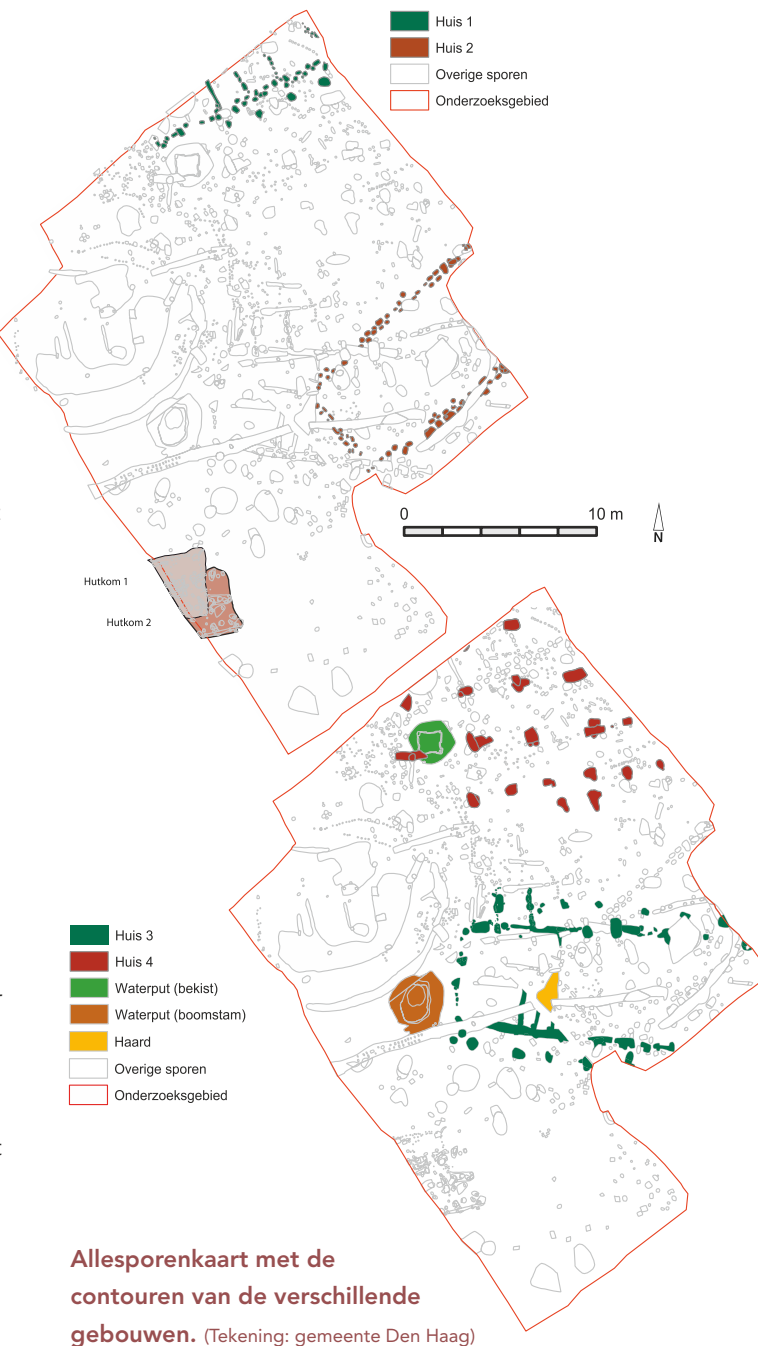 Huis 1
Huis 2
Overige sporen
Onderzoeksgebied
0 10 m
N
Hutkom 1
Hutkom 2
Huis 3
Huis 4
Waterput (bekist)
Waterput (boomstam)
Haard
Overige sporen
Onderzoeksgebied
Allesporenkaart met de
contouren van de verschillende
gebouwen. (Tekening: gemeente Den Haag)